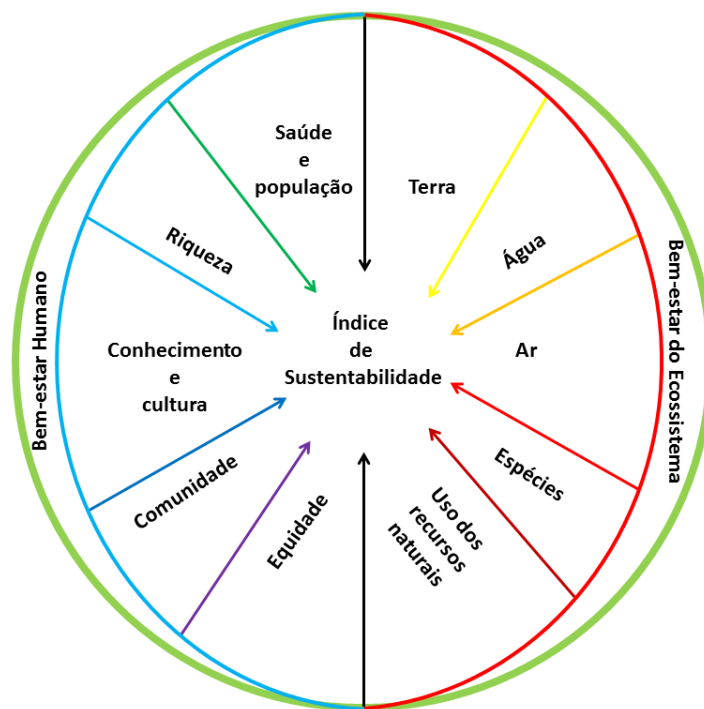 Saúde
e
população
Terra
Riqueza
Água
Bem-estar Humano
Índice
de
Sustentabilidade
Conhecimento
e
cultura
Ar
Bem-estar do Ecossistema
Comunidade
Equidade
Espécies
Uso dos
recursos
naturais